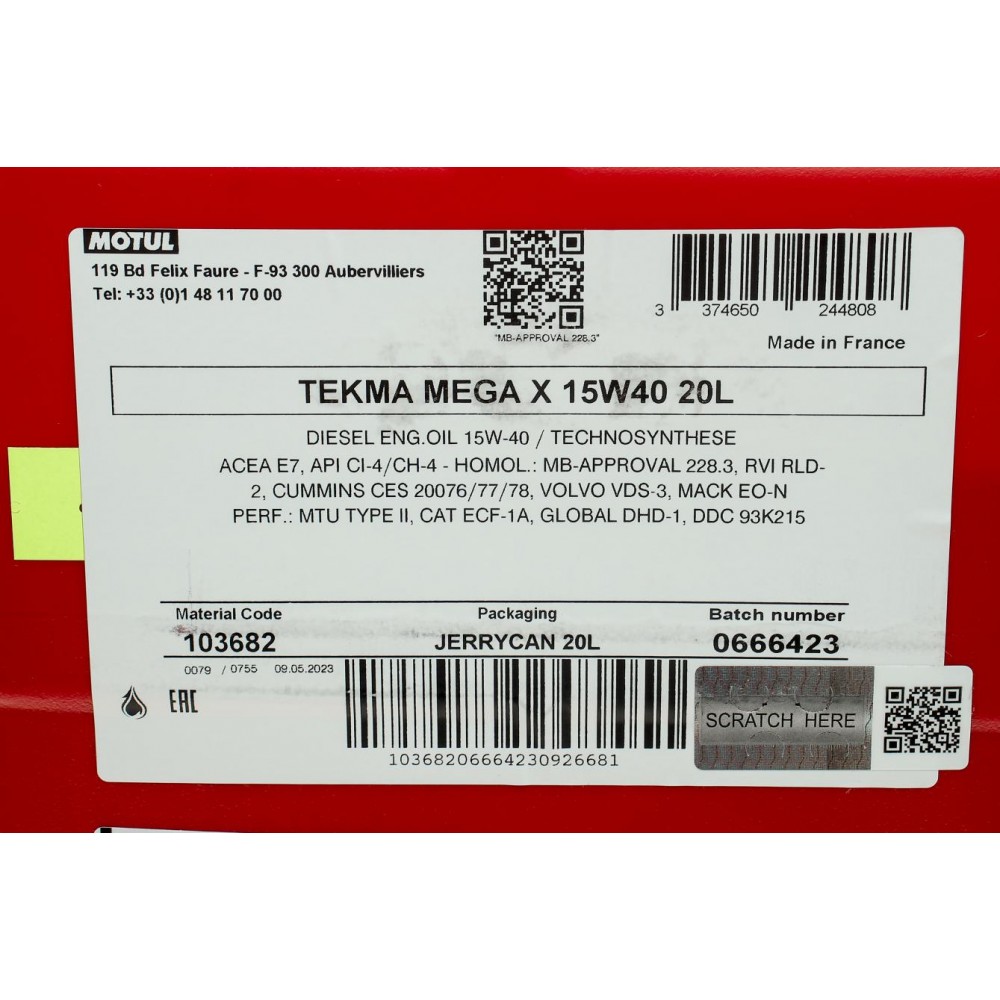 MOTUL
119 Bd Felix Faure - F-93 300 Aubervilliers
Tel: +33 (0)1 48 11 70 00
"MB-APPROVAL 228.3"
3 374650 244808
Made in France
TEKMA MEGA X 15W40 20L
DIESEL ENG.OIL 15W-40 / TECHNOSYNTHESE
ACEA E7, API CI-4/CH-4 - HOMOL.: MB-APPROVAL 228.3, RVI RLD-
2, CUMMINS CES 20076/77/78, VOLVO VDS-3, MACK EO-N
PERF.: MTU TYPE II, CAT ECF-1A, GLOBAL DHD-1, DDC 93K215
Material Code Packaging Batch number
103682 JERRYCAN 20L 0666423
0079 / 0755 09.05.2023
EAC
SCRATCH HERE
10368206664230926681